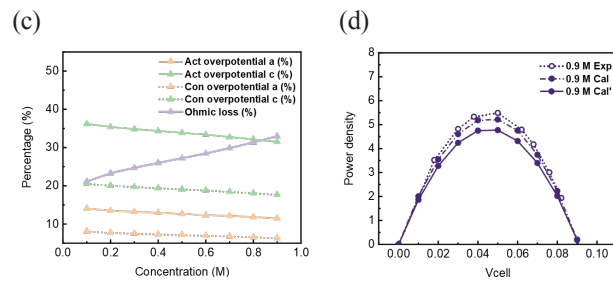 (c)
Act overpotential a (%)
Act overpotential c (%)
Con overpotential a (%)
Con overpotential c (%)
Ohmic loss (%)
50
40
30
20
10
Percentage (%)
0.0 0.2 0.4 0.6 0.8 1.0
Concentration (M)
(d)
0.9 M Exp
0.9 M Cal
0.9 M Cal'
8
7
6
5
4
3
2
1
0
Power density
0.00 0.02 0.04 0.06 0.08 0.10
Vcell